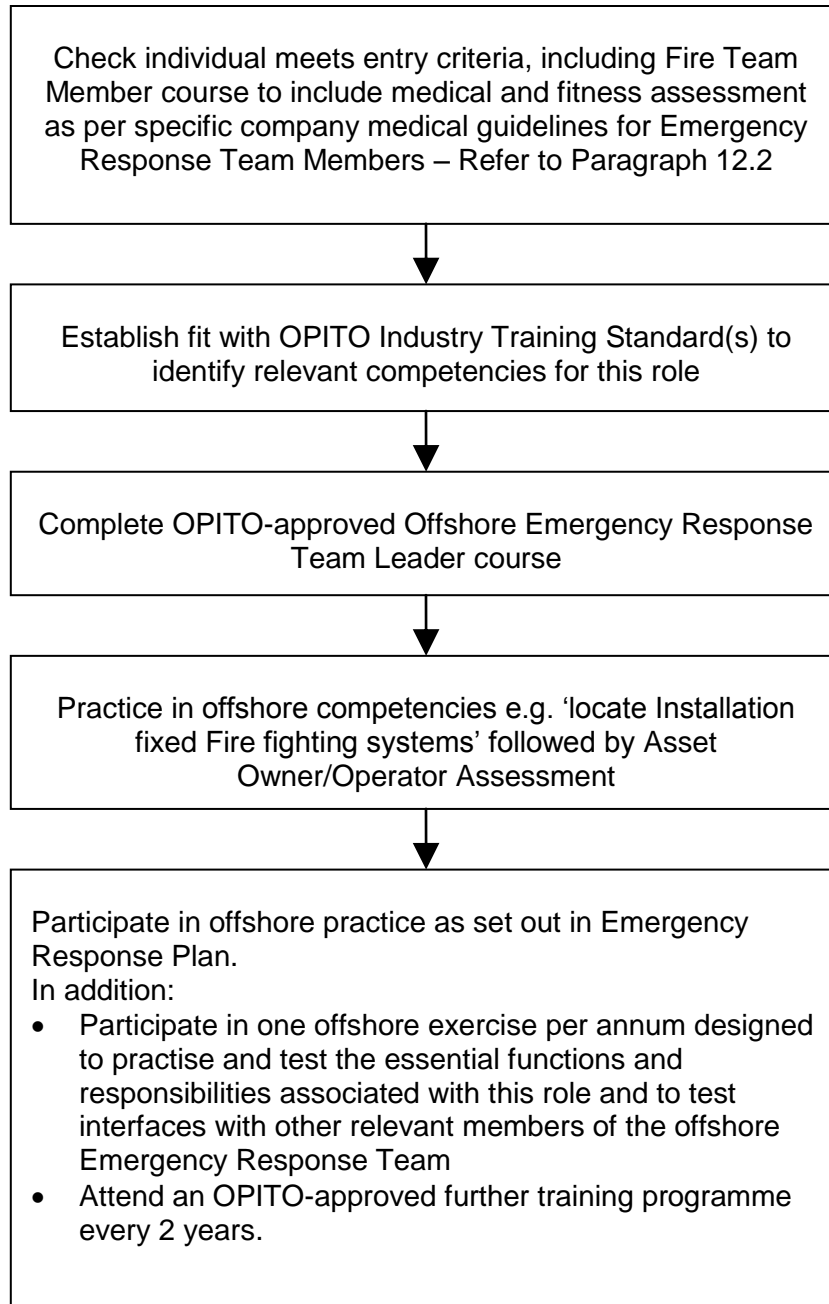 Check individual meets entry criteria, including Fire Team
Member course to include medical and fitness assessment
as per specific company medical guidelines for Emergency
Response Team Members – Refer to Paragraph 12.2
Establish fit with OPITO Industry Training Standard(s) to
identify relevant competencies for this role
Complete OPITO-approved Offshore Emergency Response
Team Leader course
Practice in offshore competencies e.g. ‘locate Installation
fixed Fire fighting systems’ followed by Asset
Owner/Operator Assessment
Participate in offshore practice as set out in Emergency
Response Plan.
In addition:
• Participate in one offshore exercise per annum designed
to practise and test the essential functions and
responsibilities associated with this role and to test
interfaces with other relevant members of the offshore
Emergency Response Team
• Attend an OPITO-approved further training programme
every 2 years.